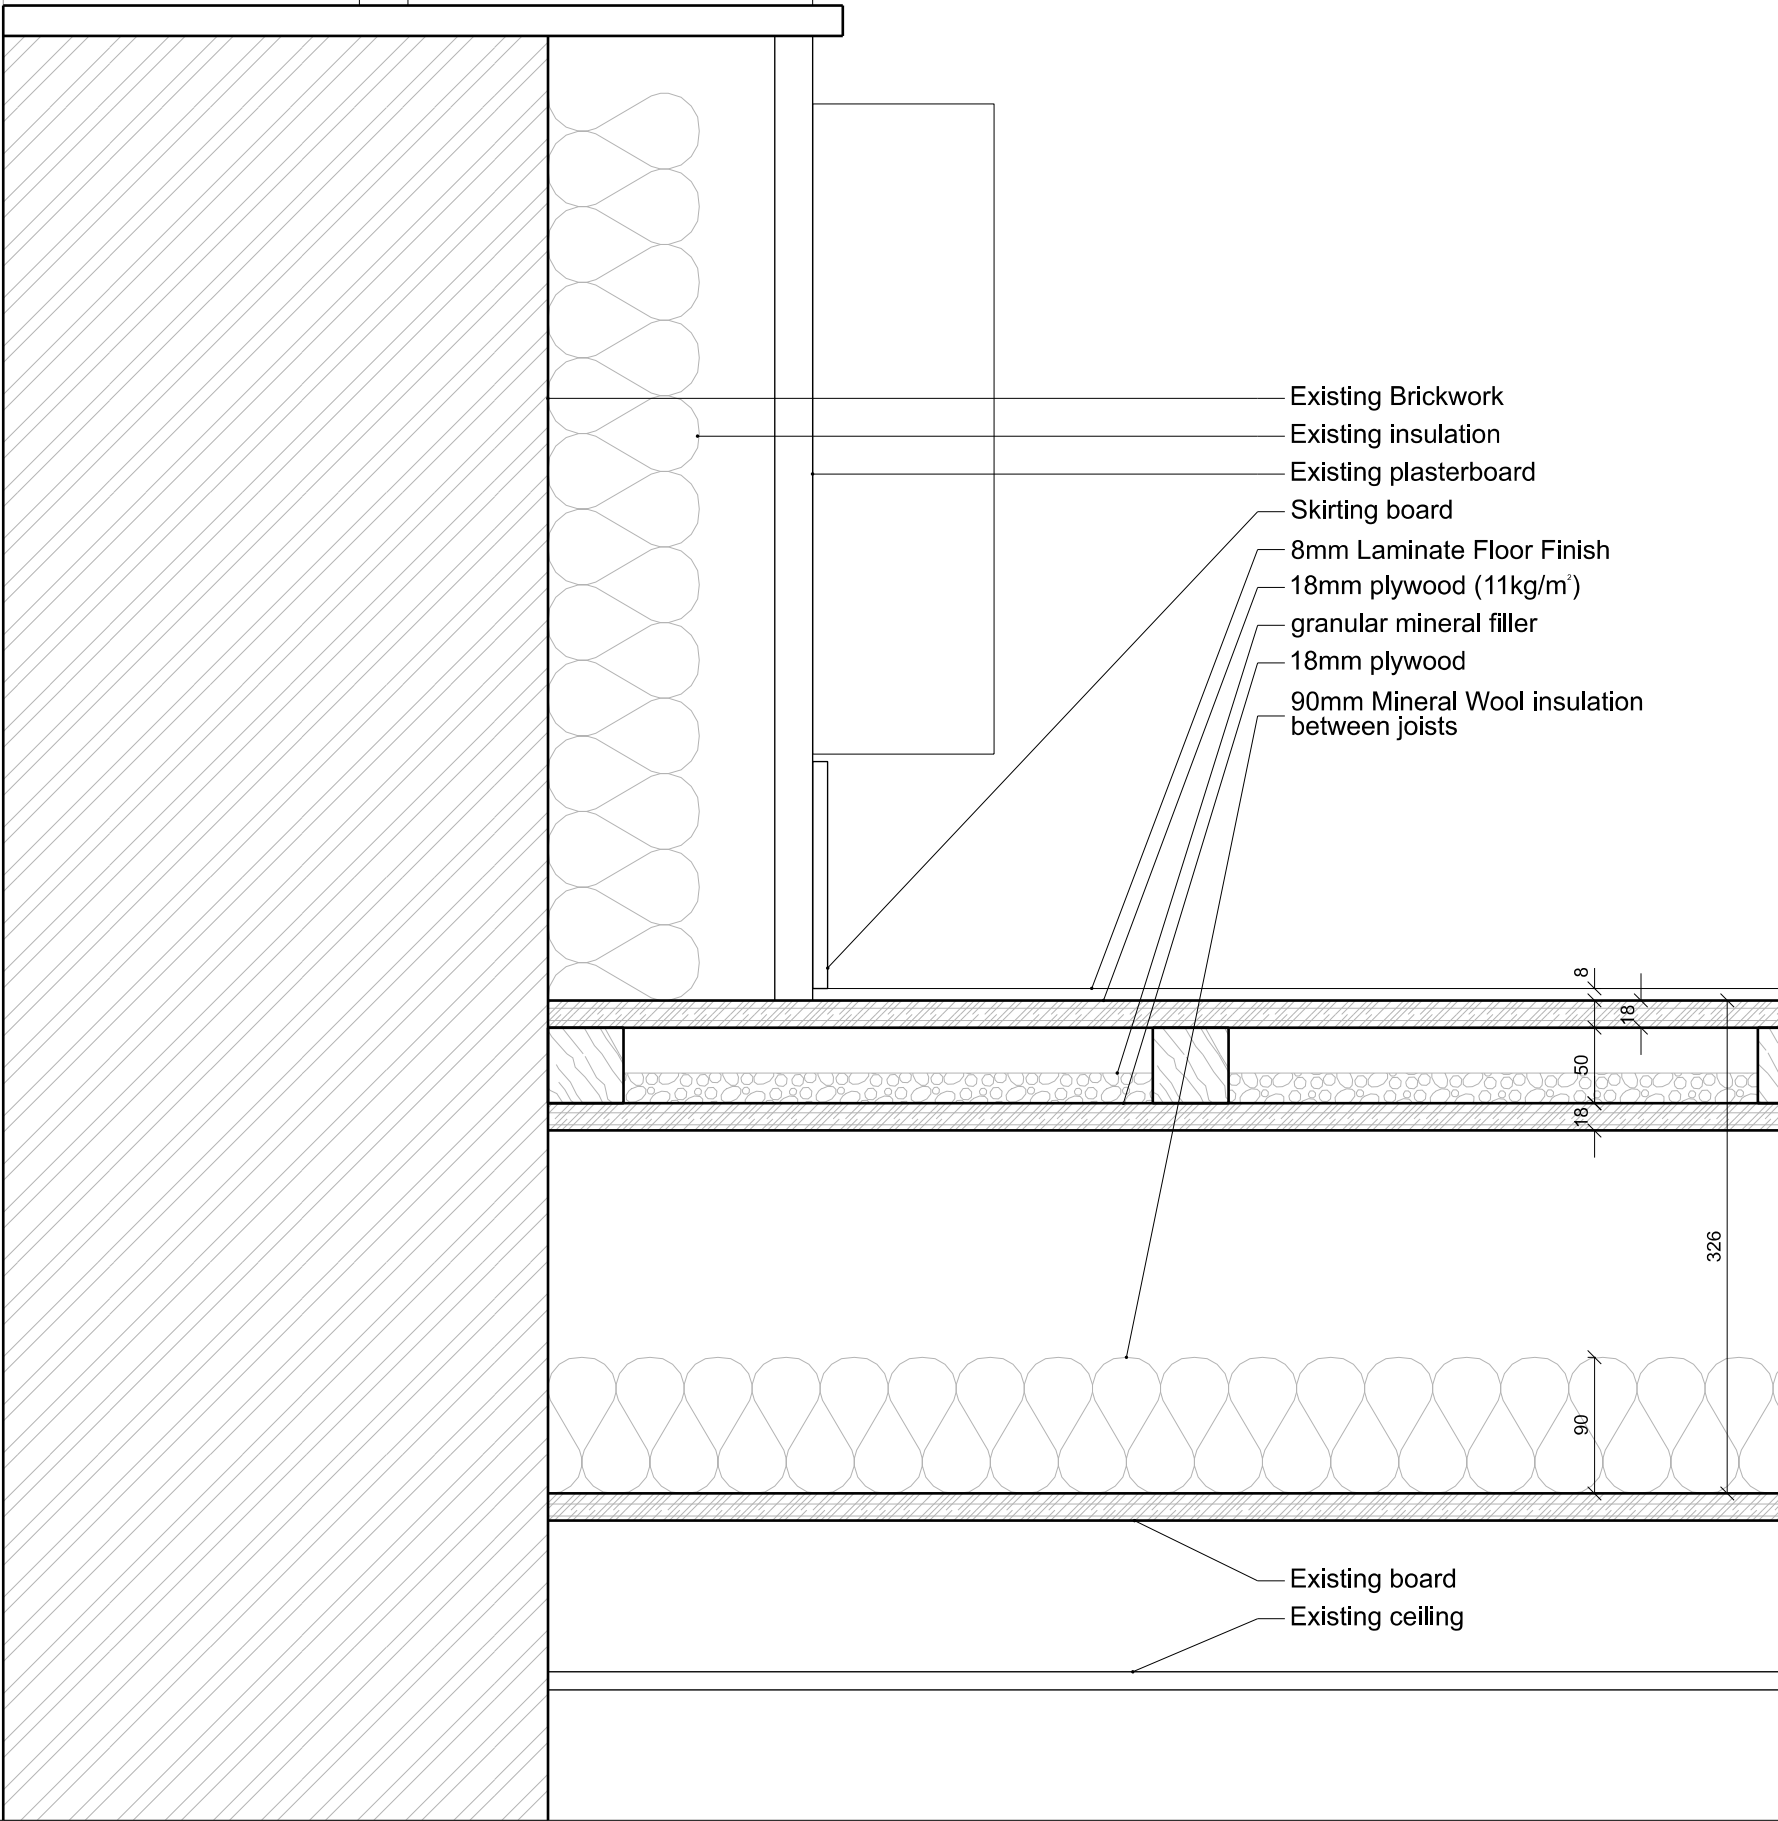 Existing Brickwork
Existing insulation
Existing plasterboard
Skirting board
8mm Laminate Floor Finish
18mm plywood (11kg/m²)
granular mineral filler
18mm plywood
90mm Mineral Wool insulation
between joists
8
18
50
18
326
90
Existing board
Existing ceiling